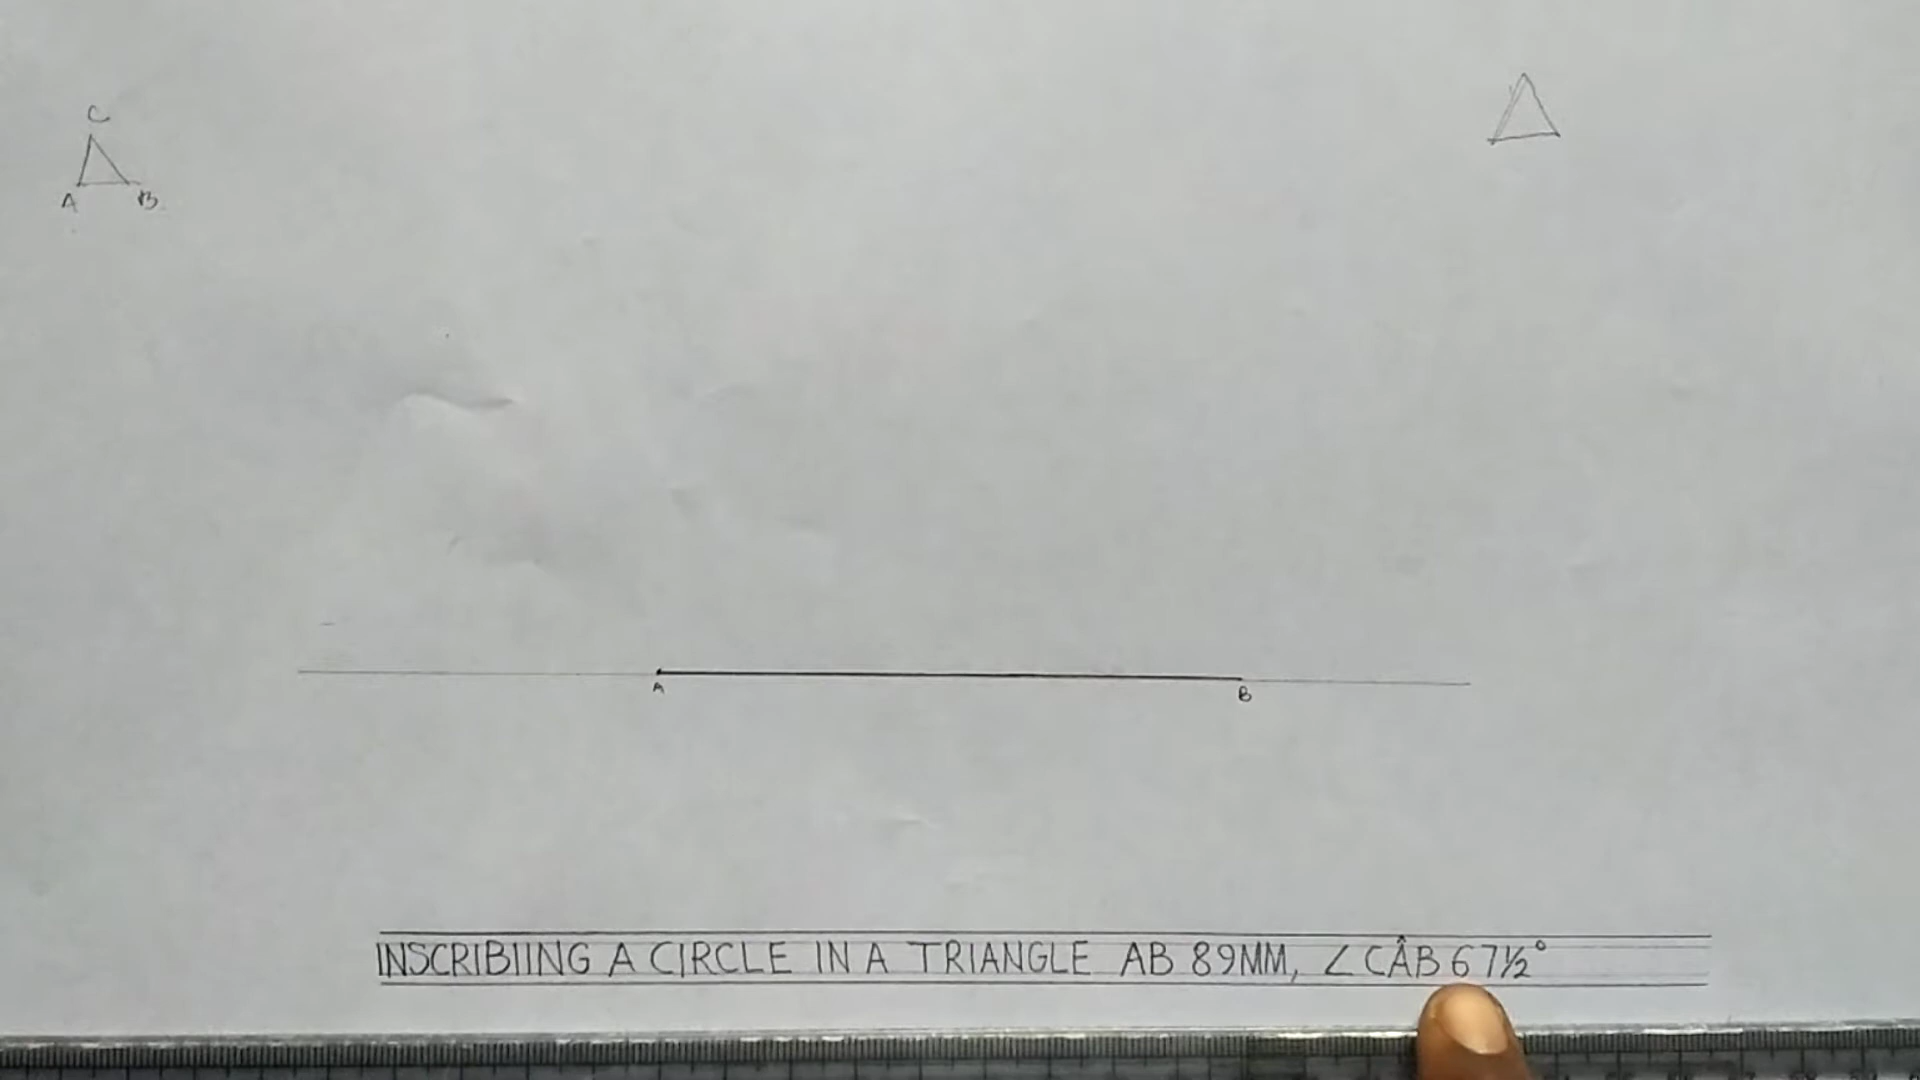 C
A B
A B
INSCRIBIING A CIRCLE IN A TRIANGLE AB 89MM, ∠CÂB 67½°